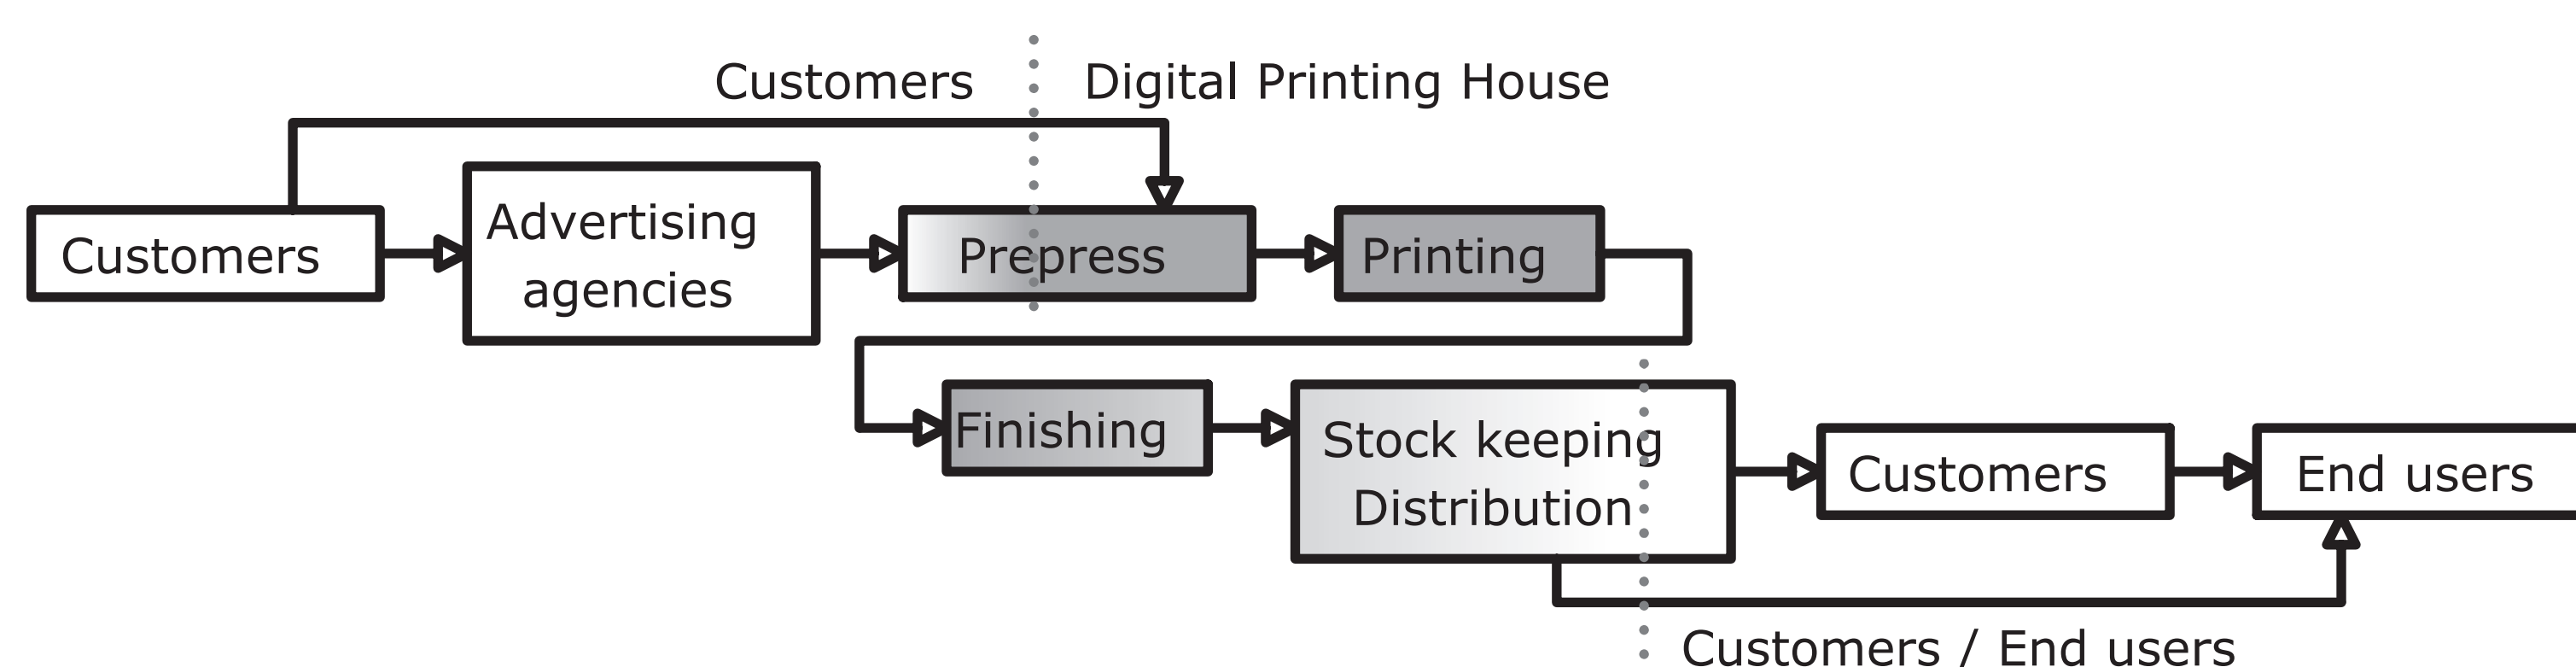 Customers
Digital Printing House
Customers
Advertising
agencies
Prepress
Printing
Finishing
Stock keeping
Distribution
Customers
End users
Customers / End users